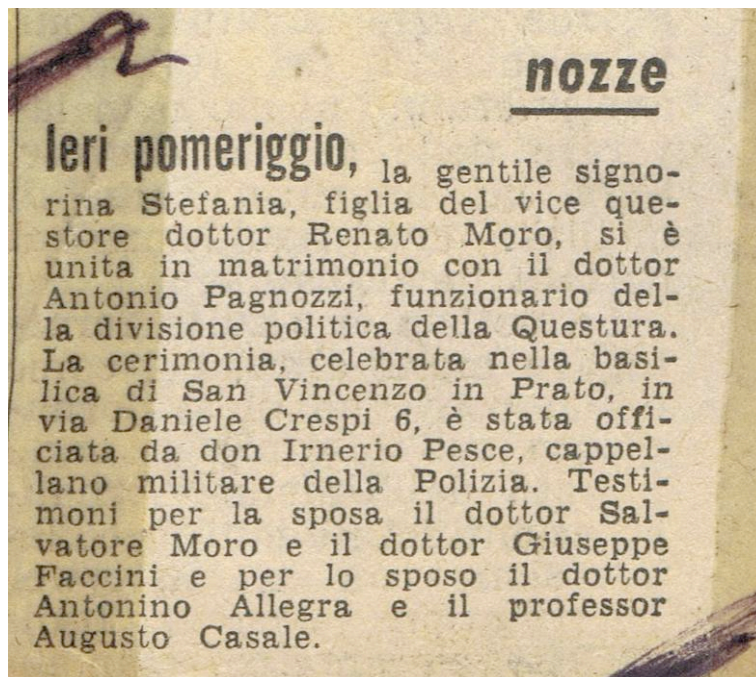 nozze
Ieri pomeriggio, la gentile signo-
rina Stefania, figlia del vice que-
store dottor Renato Moro, si è
unita in matrimonio con il dottor
Antonio Pagnozzi, funzionario del-
la divisione politica della Questura.
La cerimonia, celebrata nella basi-
lica di San Vincenzo in Prato, in
via Daniele Crespi 6, è stata offi-
ciata da don Irnerio Pesce, cappel-
lano militare della Polizia. Testi-
moni per la sposa il dottor Sal-
vatore Moro e il dottor Giuseppe
Faccini e per lo sposo il dottor
Antonino Allegra e il professor
Augusto Casale.